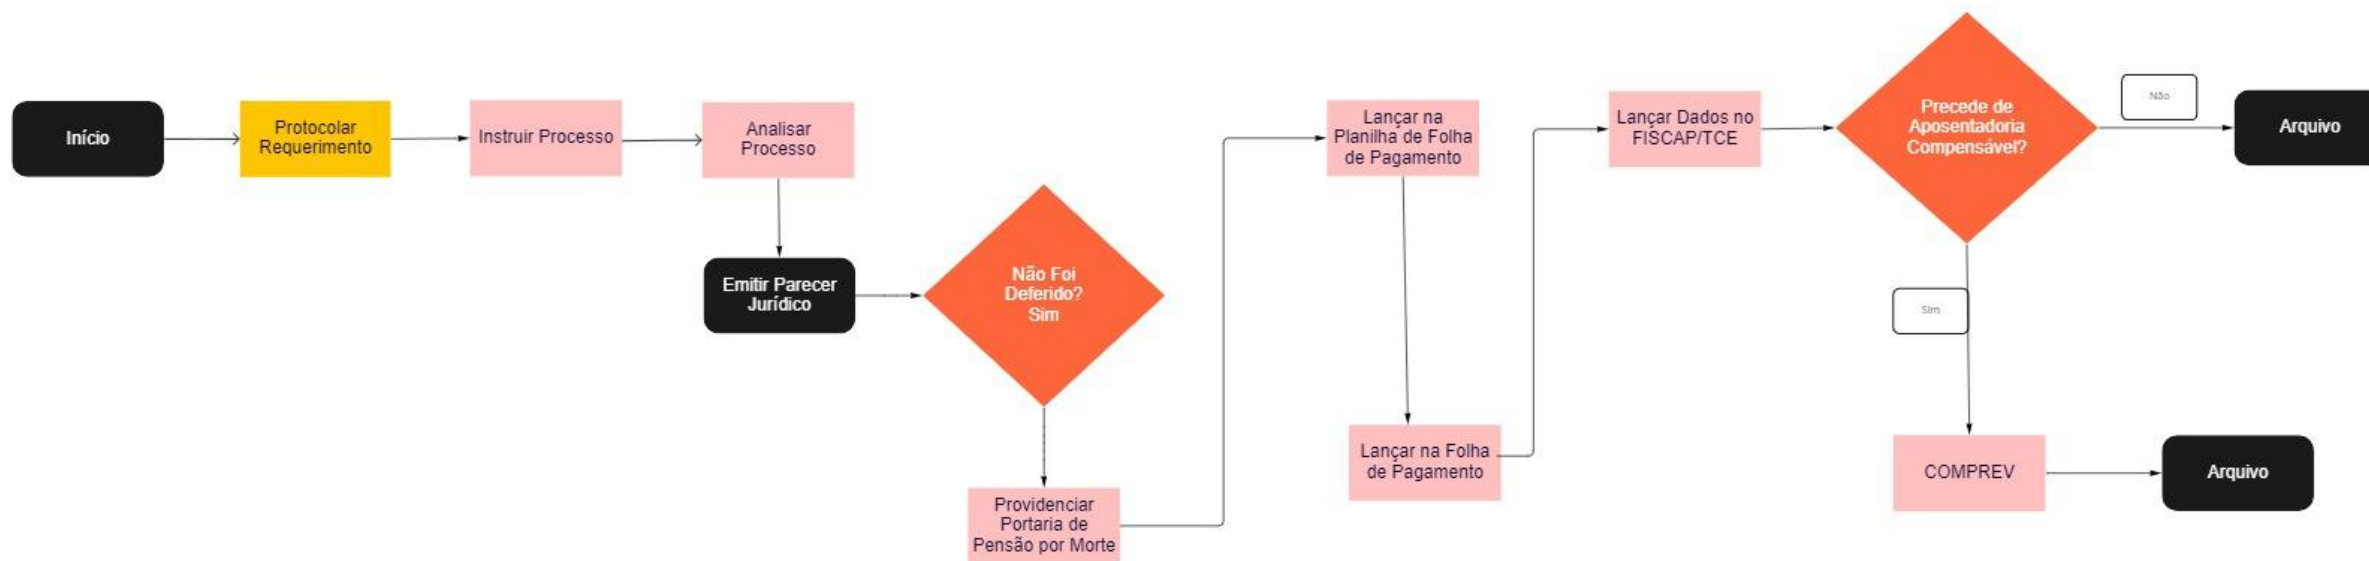 Início
Protocolar
Requerimento
Instruir Processo
Analisar
Processo
Emitir Parecer
Jurídico
Não Foi
Deferido?
Sim
Providenciar
Portaria de
Pensão por Morte
Lançar na
Planilha de Folha
de Pagamento
Lançar na Folha
de Pagamento
Lançar Dados no
FISCAP/TCE
Precede de
Aposentadoria
Compensável?
Não
Arquivo
Sim
COMPREV
Arquivo